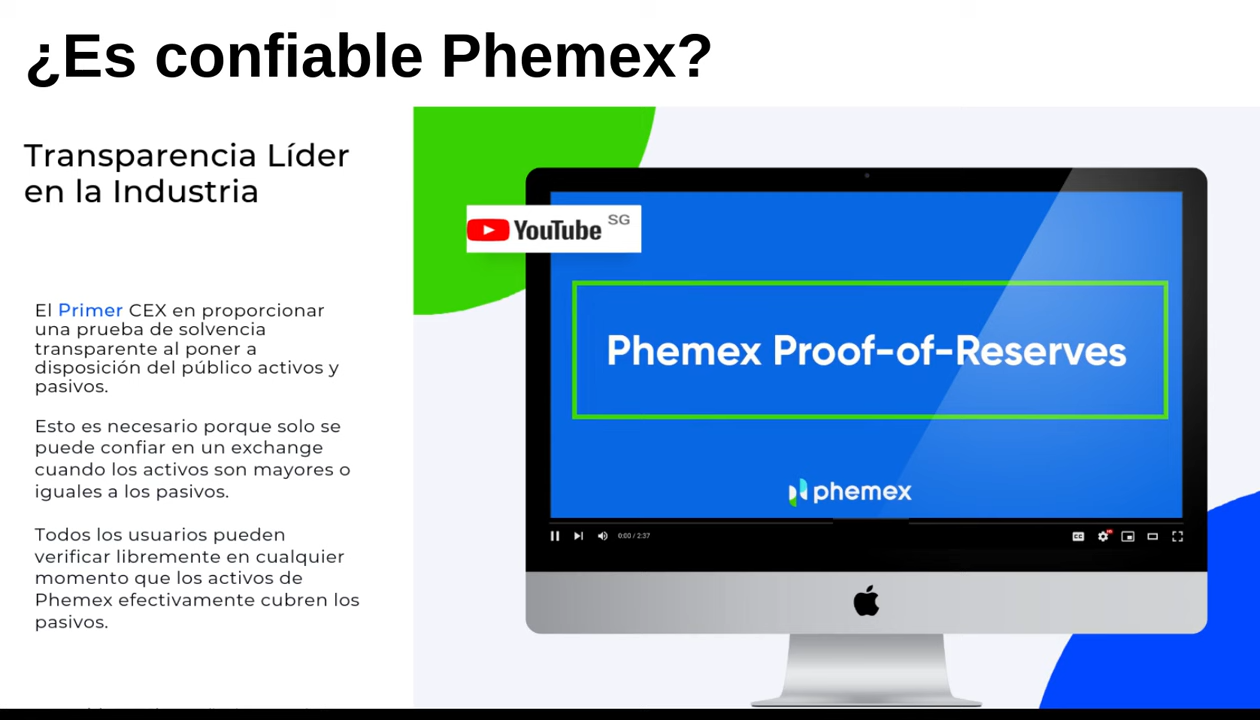 ¿Es confiable Phemex?
Transparencia Líder
en la Industria
El Primer CEX en proporcionar
una prueba de solvencia
transparente al poner a
disposición del público activos y
pasivos.
Esto es necesario porque solo se
puede confiar en un exchange
cuando los activos son mayores o
iguales a los pasivos.
Todos los usuarios pueden
verificar libremente en cualquier
momento que los activos de
Phemex efectivamente cubren los
pasivos.
YouTube SG
Phemex Proof-of-Reserves
phemex
0:00 / 2:37
CC